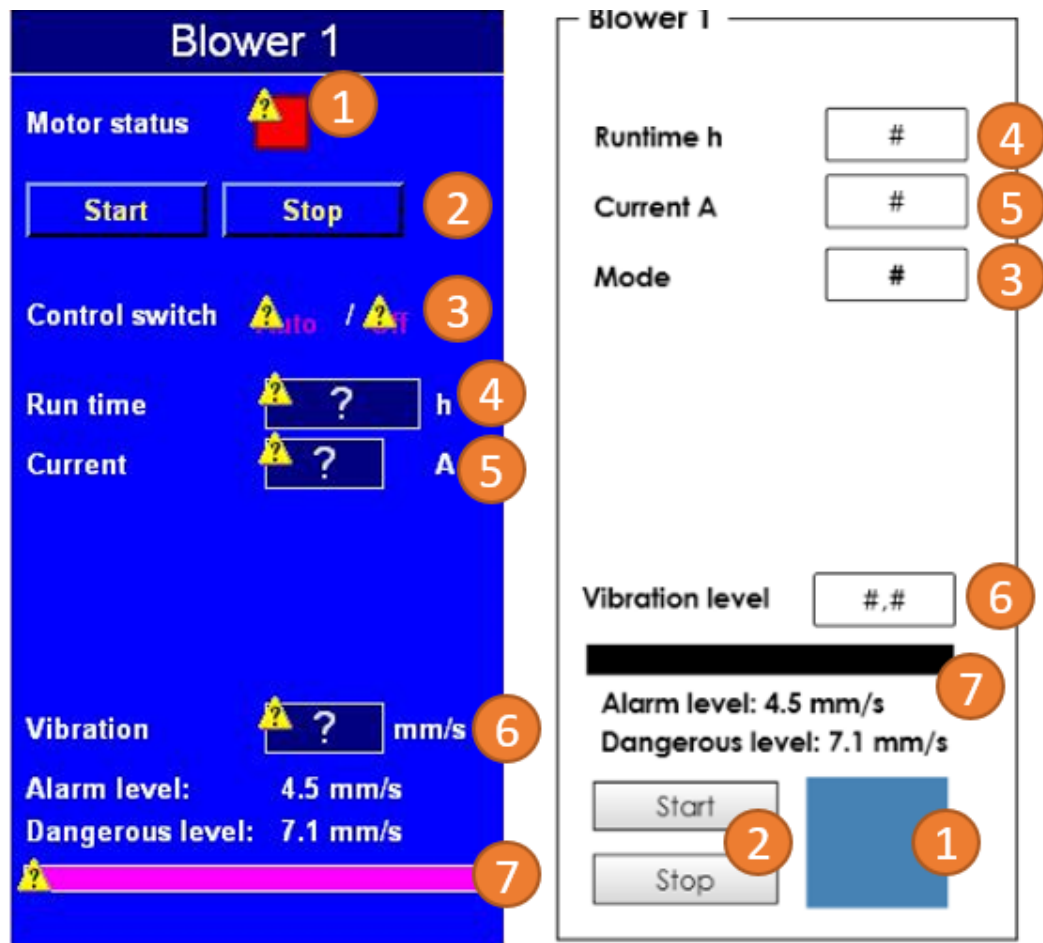 Blower 1
Motor status ? 1
Start Stop 2
Control switch ? Auto / ? Off 3
Run time ? ? h 4
Current ? ? A 5
Vibration ? ? mm/s 6
Alarm level: 4.5 mm/s
Dangerous level: 7.1 mm/s
? 7
Blower 1
Runtime h # 4
Current A # 5
Mode # 3
Vibration level #,# 6
7
Alarm level: 4.5 mm/s
Dangerous level: 7.1 mm/s
Start
2 1
Stop